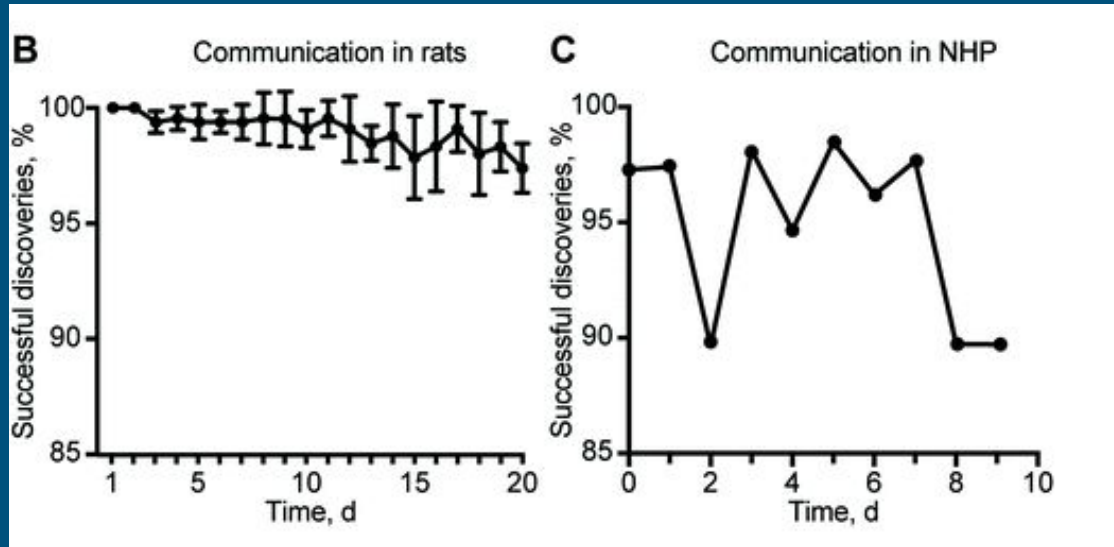 B
Communication in rats
Successful discoveries, %
100
95
90
85
1
5
10
15
20
Time, d
C
Communication in NHP
Successful discoveries, %
100
95
90
85
0
2
4
6
8
10
Time, d